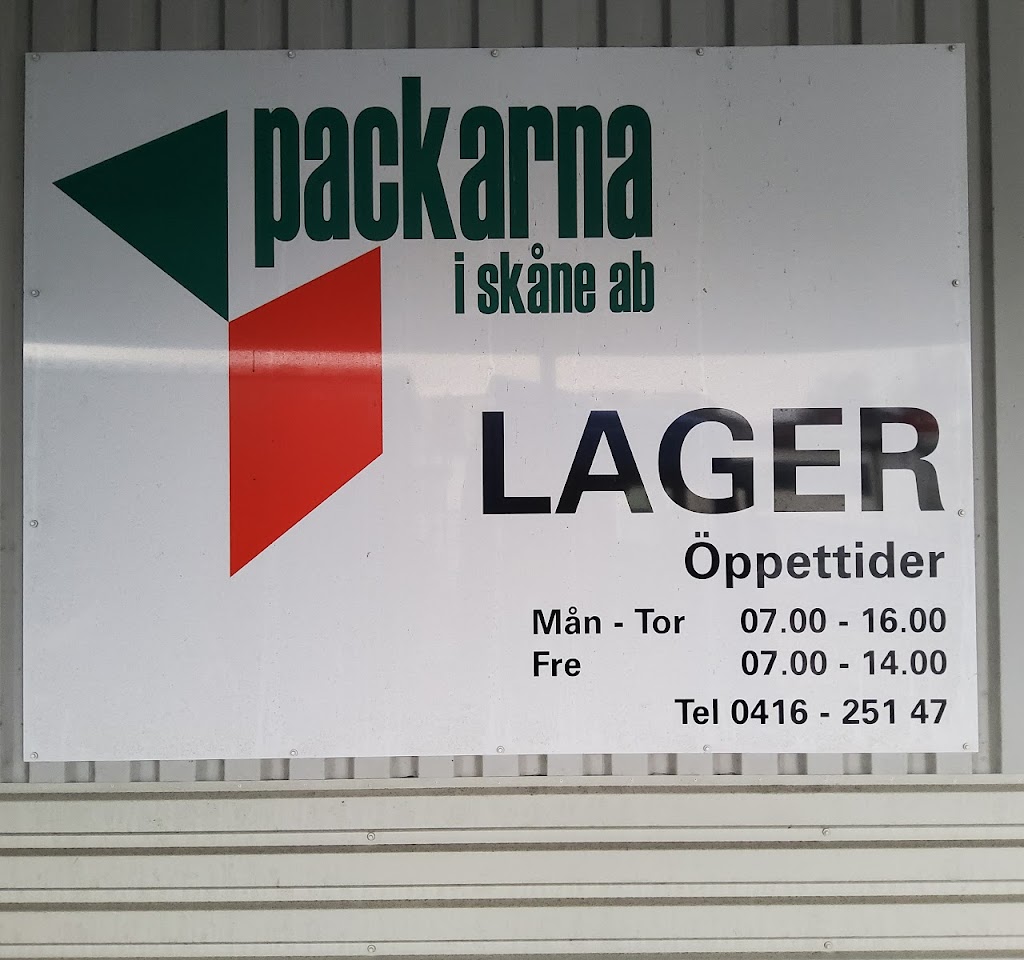 packarna
i skåne ab
LAGER
Öppettider
Mån - Tor 07.00 - 16.00
Fre 07.00 - 14.00
Tel 0416 - 251 47